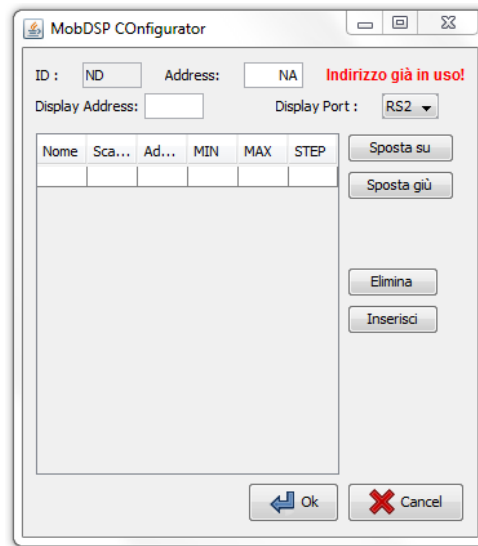 MobDSP COnfigurator
ID : ND Address: NA Indirizzo già in uso!
Display Address: Display Port : RS2
Nome Sca... Ad... MIN MAX STEP
Sposta su
Sposta giù
Elimina
Inserisci
Ok Cancel